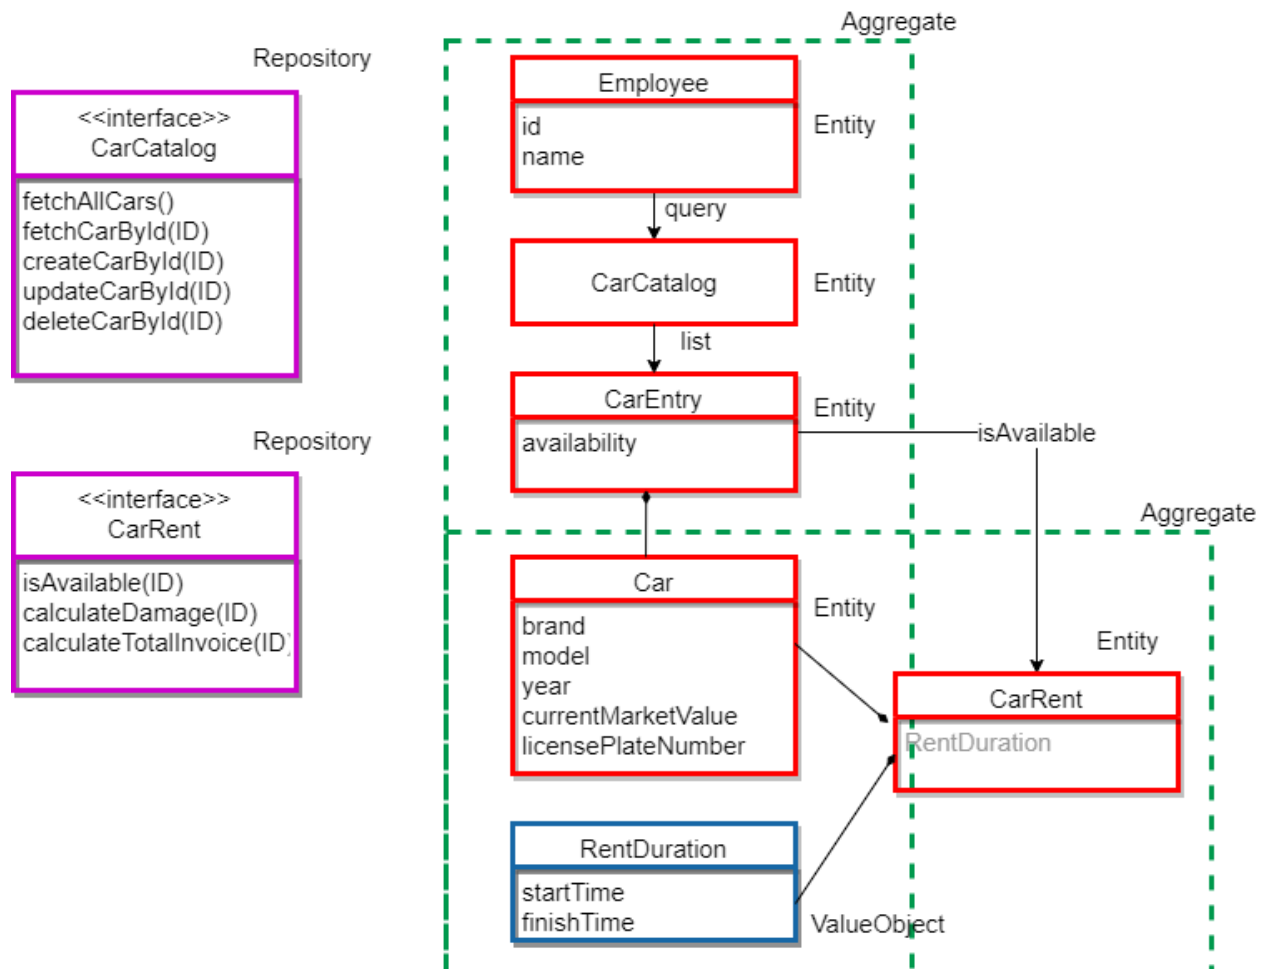 Aggregate
Repository
Employee
<<interface>>
CarCatalog
id
name
Entity
fetchAllCars()
fetchCarById(ID)
createCarById(ID)
updateCarById(ID)
deleteCarById(ID)
query
CarCatalog
Entity
list
CarEntry
Entity
availability
isAvailable
Repository
<<interface>>
CarRent
Aggregate
isAvailable(ID)
calculateDamage(ID)
calculateTotalInvoice(ID)
Car
Entity
brand
model
year
currentMarketValue
licensePlateNumber
Entity
CarRent
RentDuration
RentDuration
startTime
finishTime
ValueObject